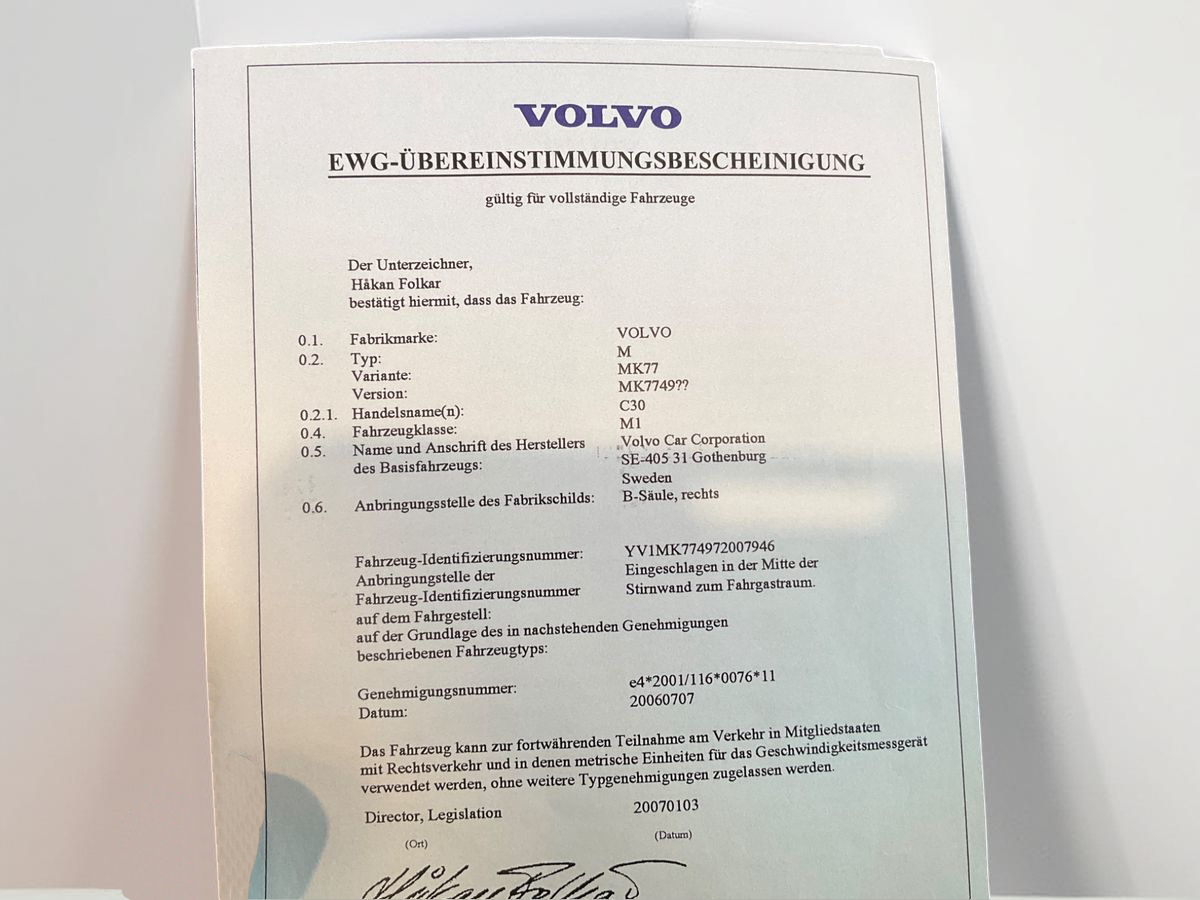 VOLVO
EWG-ÜBEREINSTIMMUNGSBESCHEINIGUNG
gültig für vollständige Fahrzeuge
Der Unterzeichner,
Håkan Folkar
bestätigt hiermit, dass das Fahrzeug:
0.1. Fabrikmarke: VOLVO
0.2. Typ: M
Variante: MK77
Version: MK7749??
0.2.1. Handelsname(n): C30
0.4. Fahrzeugklasse: M1
0.5. Name und Anschrift des Herstellers Volvo Car Corporation
des Basisfahrzeugs: SE-405 31 Gothenburg
Sweden
0.6. Anbringungsstelle des Fabrikschilds: B-Säule, rechts
Fahrzeug-Identifizierungsnummer: YV1MK774972007946
Anbringungstelle der Eingeschlagen in der Mitte der
Fahrzeug-Identifizierungsnummer Stirnwand zum Fahrgastraum.
auf dem Fahrgestell:
auf der Grundlage des in nachstehenden Genehmigungen
beschriebenen Fahrzeugtyps:
Genehmigungsnummer: e4*2001/116*0076*11
Datum: 20060707
Das Fahrzeug kann zur fortwährenden Teilnahme am Verkehr in Mitgliedstaaten
mit Rechtsverkehr und in denen metrische Einheiten für das Geschwindigkeitsmessgerät
verwendet werden, ohne weitere Typgenehmigungen zugelassen werden.
Director, Legislation 20070103
(Ort) (Datum)
Håkan Folkar